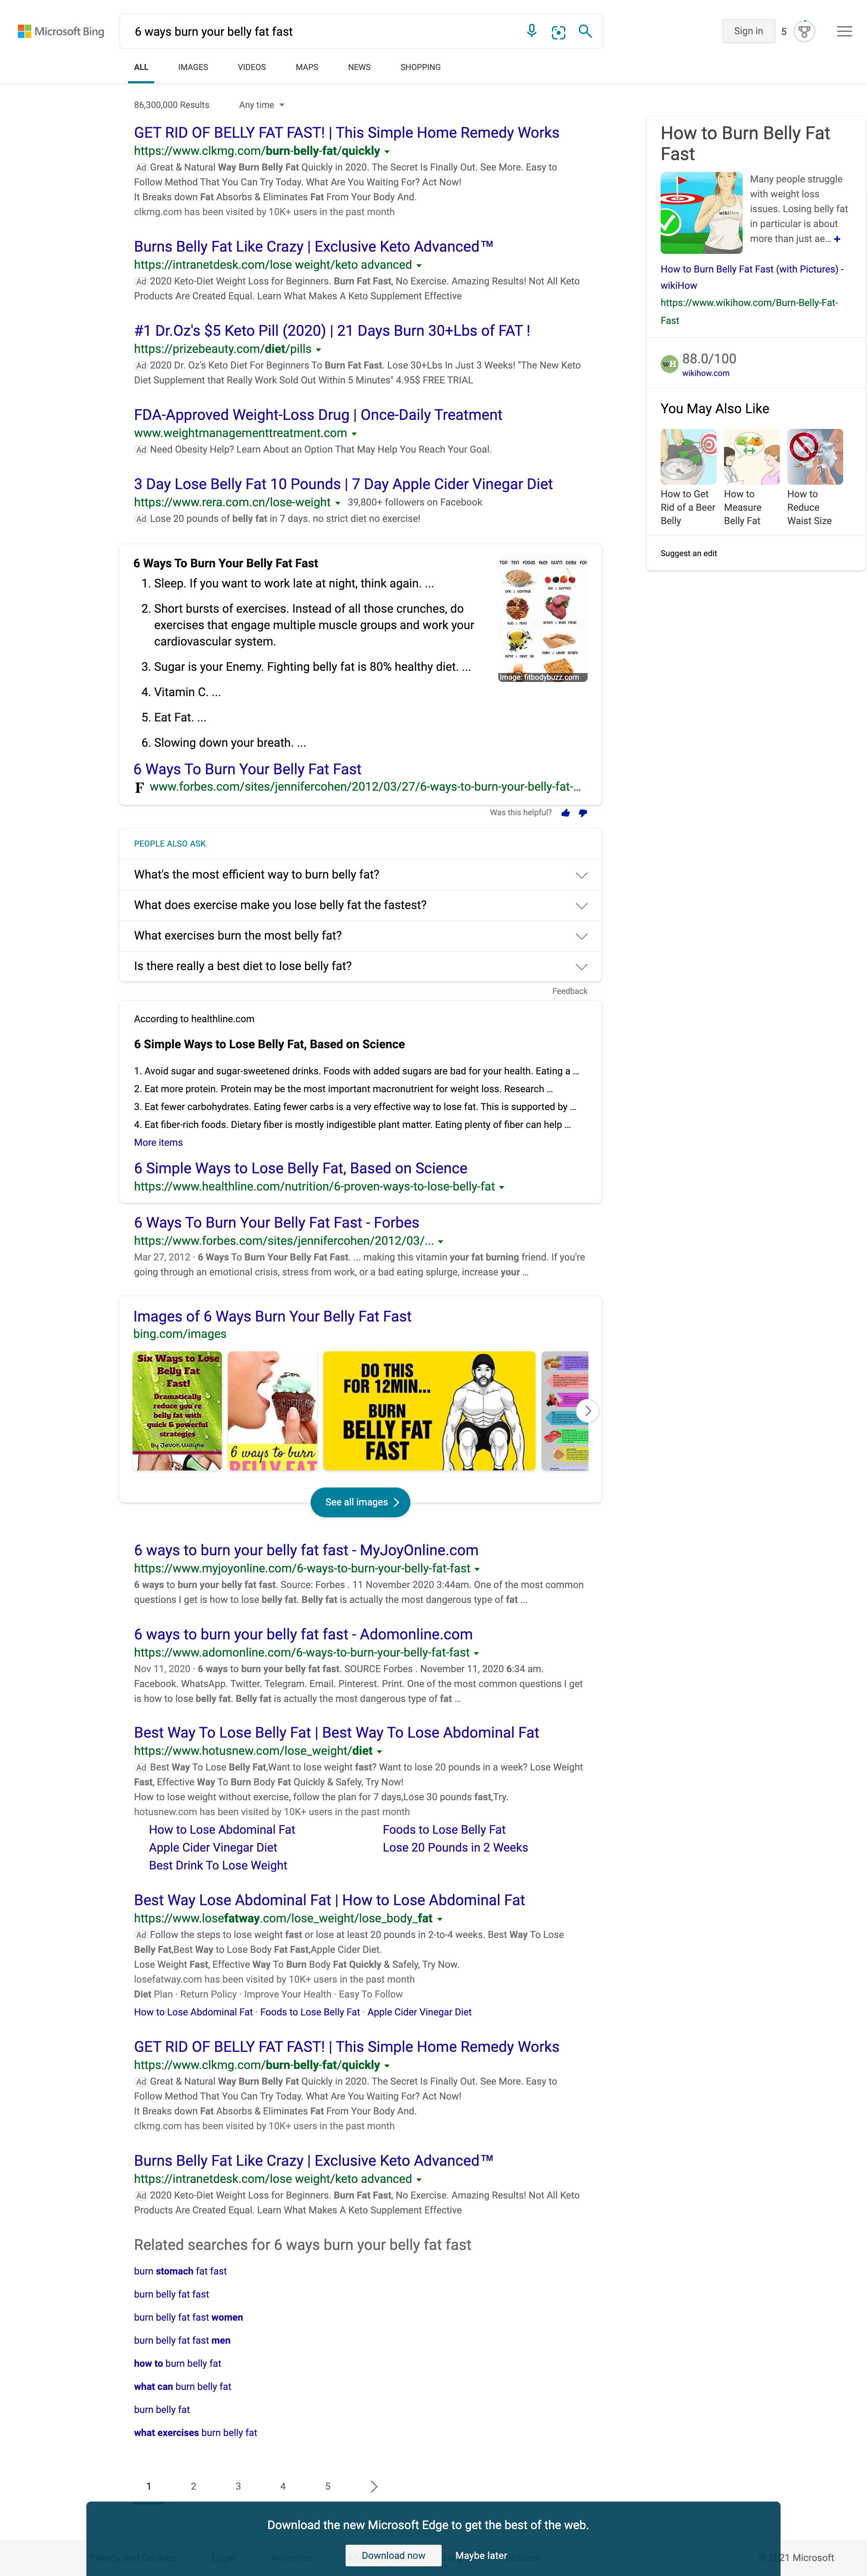 Microsoft Bing
6 ways burn your belly fat fast
Sign in
5
ALL
IMAGES
VIDEOS
MAPS
NEWS
SHOPPING
86,300,000 Results
Any time
GET RID OF BELLY FAT FAST! | This Simple Home Remedy Works
https://www.clkmg.com/burn-belly-fat/quickly
Ad Great & Natural Way Burn Belly Fat Quickly in 2020. The Secret Is Finally Out. See More. Easy to
Follow Method That You Can Try Today. What Are You Waiting For? Act Now!
It Breaks down Fat Absorbs & Eliminates Fat From Your Body And.
clkmg.com has been visited by 10K+ users in the past month
Burns Belly Fat Like Crazy | Exclusive Keto Advanced™
https://intranetdesk.com/lose weight/keto advanced
Ad 2020 Keto-Diet Weight Loss for Beginners. Burn Fat Fast, No Exercise. Amazing Results! Not All Keto
Products Are Created Equal. Learn What Makes A Keto Supplement Effective
#1 Dr.Oz's $5 Keto Pill (2020) | 21 Days Burn 30+Lbs of FAT !
https://prizebeauty.com/diet/pills
Ad 2020 Dr. Oz's Keto Diet For Beginners To Burn Fat Fast. Lose 30+Lbs In Just 3 Weeks! "The New Keto
Diet Supplement that Really Work Sold Out Within 5 Minutes" 4.95$ FREE TRIAL
FDA-Approved Weight-Loss Drug | Once-Daily Treatment
www.weightmanagementtreatment.com
Ad Need Obesity Help? Learn About an Option That May Help You Reach Your Goal.
3 Day Lose Belly Fat 10 Pounds | 7 Day Apple Cider Vinegar Diet
https://www.rera.com.cn/lose-weight
39,800+ followers on Facebook
Ad Lose 20 pounds of belly fat in 7 days. no strict diet no exercise!
6 Ways To Burn Your Belly Fat Fast
1. Sleep. If you want to work late at night, think again. ...
2. Short bursts of exercises. Instead of all those crunches, do
exercises that engage multiple muscle groups and work your
cardiovascular system.
3. Sugar is your Enemy. Fighting belly fat is 80% healthy diet. ...
4. Vitamin C. ...
5. Eat Fat. ...
6. Slowing down your breath. ...
TOP TEN FOODS THAT BURN BELLY FAT
Image: fitbodybuzz.com
6 Ways To Burn Your Belly Fat Fast
F www.forbes.com/sites/jennifercohen/2012/03/27/6-ways-to-burn-your-belly-fat-...
Was this helpful?
PEOPLE ALSO ASK
What's the most efficient way to burn belly fat?
What does exercise make you lose belly fat the fastest?
What exercises burn the most belly fat?
Is there really a best diet to lose belly fat?
Feedback
According to healthline.com
6 Simple Ways to Lose Belly Fat, Based on Science
1. Avoid sugar and sugar-sweetened drinks. Foods with added sugars are bad for your health. Eating a ...
2. Eat more protein. Protein may be the most important macronutrient for weight loss. Research ...
3. Eat fewer carbohydrates. Eating fewer carbs is a very effective way to lose fat. This is supported by ...
4. Eat fiber-rich foods. Dietary fiber is mostly indigestible plant matter. Eating plenty of fiber can help ...
More items
6 Simple Ways to Lose Belly Fat, Based on Science
https://www.healthline.com/nutrition/6-proven-ways-to-lose-belly-fat
6 Ways To Burn Your Belly Fat Fast - Forbes
https://www.forbes.com/sites/jennifercohen/2012/03/...
Mar 27, 2012 · 6 Ways To Burn Your Belly Fat Fast. ... making this vitamin your fat burning friend. If you're
going through an emotional crisis, stress from work, or a bad eating splurge, increase your ...
Images of 6 Ways Burn Your Belly Fat Fast
bing.com/images
Six Ways to Lose
Belly Fat
Fast!
Dramatically
reduce you're
belly fat with
quick & powerful
strategies
By Jevon Wayne
6 ways to burn
BELLY FAT
DO THIS
FOR 12MIN...
BURN
BELLY FAT
FAST
See all images
6 ways to burn your belly fat fast - MyJoyOnline.com
https://www.myjoyonline.com/6-ways-to-burn-your-belly-fat-fast
6 ways to burn your belly fat fast. Source: Forbes . 11 November 2020 3:44am. One of the most common
questions I get is how to lose belly fat. Belly fat is actually the most dangerous type of fat ...
6 ways to burn your belly fat fast - Adomonline.com
https://www.adomonline.com/6-ways-to-burn-your-belly-fat-fast
Nov 11, 2020 · 6 ways to burn your belly fat fast. SOURCE Forbes . November 11, 2020 6:34 am.
Facebook. WhatsApp. Twitter. Telegram. Email. Pinterest. Print. One of the most common questions I get
is how to lose belly fat. Belly fat is actually the most dangerous type of fat ...
Best Way To Lose Belly Fat | Best Way To Lose Abdominal Fat
https://www.hotusnew.com/lose_weight/diet
Ad Best Way To Lose Belly Fat,Want to lose weight fast? Want to lose 20 pounds in a week? Lose Weight
Fast, Effective Way To Burn Body Fat Quickly & Safely, Try Now!
How to lose weight without exercise, follow the plan for 7 days,Lose 30 pounds fast,Try.
hotusnew.com has been visited by 10K+ users in the past month
How to Lose Abdominal Fat
Foods to Lose Belly Fat
Apple Cider Vinegar Diet
Lose 20 Pounds in 2 Weeks
Best Drink To Lose Weight
Best Way Lose Abdominal Fat | How to Lose Abdominal Fat
https://www.losefatway.com/lose_weight/lose_body_fat
Ad Follow the steps to lose weight fast or lose at least 20 pounds in 2-to-4 weeks. Best Way To Lose
Belly Fat,Best Way to Lose Body Fat Fast,Apple Cider Diet.
Lose Weight Fast, Effective Way To Burn Body Fat Quickly & Safely, Try Now.
losefatway.com has been visited by 10K+ users in the past month
Diet Plan · Return Policy · Improve Your Health · Easy To Follow
How to Lose Abdominal Fat · Foods to Lose Belly Fat · Apple Cider Vinegar Diet
GET RID OF BELLY FAT FAST! | This Simple Home Remedy Works
https://www.clkmg.com/burn-belly-fat/quickly
Ad Great & Natural Way Burn Belly Fat Quickly in 2020. The Secret Is Finally Out. See More. Easy to
Follow Method That You Can Try Today. What Are You Waiting For? Act Now!
It Breaks down Fat Absorbs & Eliminates Fat From Your Body And.
clkmg.com has been visited by 10K+ users in the past month
Burns Belly Fat Like Crazy | Exclusive Keto Advanced™
https://intranetdesk.com/lose weight/keto advanced
Ad 2020 Keto-Diet Weight Loss for Beginners. Burn Fat Fast, No Exercise. Amazing Results! Not All Keto
Products Are Created Equal. Learn What Makes A Keto Supplement Effective
Related searches for 6 ways burn your belly fat fast
burn stomach fat fast
burn belly fat fast
burn belly fat fast women
burn belly fat fast men
how to burn belly fat
what can burn belly fat
burn belly fat
what exercises burn belly fat
1
2
3
4
5
How to Burn Belly Fat
Fast
wikiHow
Many people struggle
with weight loss
issues. Losing belly fat
in particular is about
more than just ae... +
How to Burn Belly Fat Fast (with Pictures) -
wikiHow
https://www.wikihow.com/Burn-Belly-Fat-
Fast
wH
88.0/100
wikihow.com
You May Also Like
How to Get
Rid of a Beer
Belly
How to
Measure
Belly Fat
How to
Reduce
Waist Size
Suggest an edit
Download the new Microsoft Edge to get the best of the web.
Download now
Maybe later
21 Microsoft